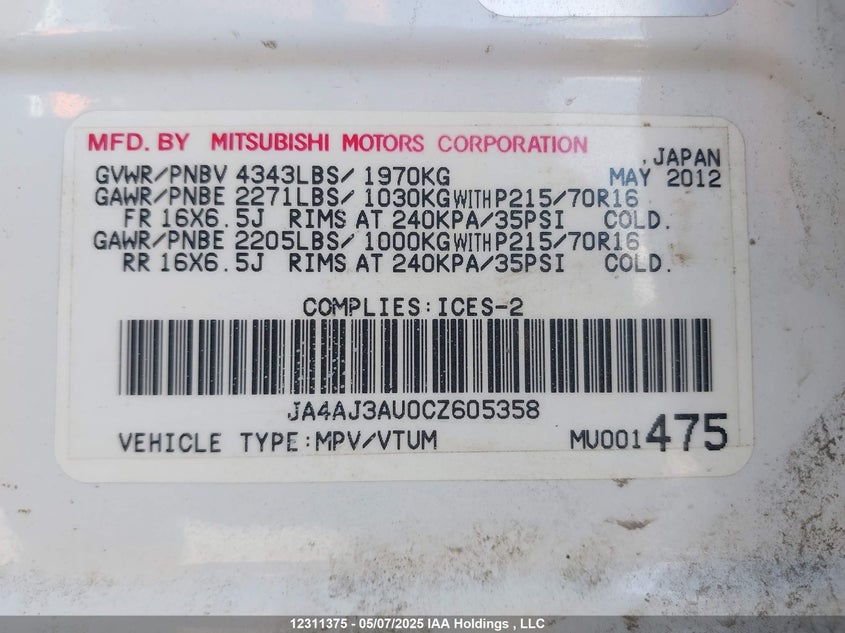 MFD. BY MITSUBISHI MOTORS CORPORATION
,JAPAN
GVWR/PNBV 4343LBS/ 1970KG MAY 2012
GAWR/PNBE 2271LBS/ 1030KG WITH P215/70R16
FR 16X6.5J RIMS AT 240KPA/35PSI COLD.
GAWR/PNBE 2205LBS/ 1000KG WITH P215/70R16
RR 16X6.5J RIMS AT 240KPA/35PSI COLD.
COMPLIES:ICES-2
JA4AJ3AU0CZ605358
VEHICLE TYPE:MPV/VTUM MU001475
12311375 - 05/07/2025 IAA Holdings , LLC